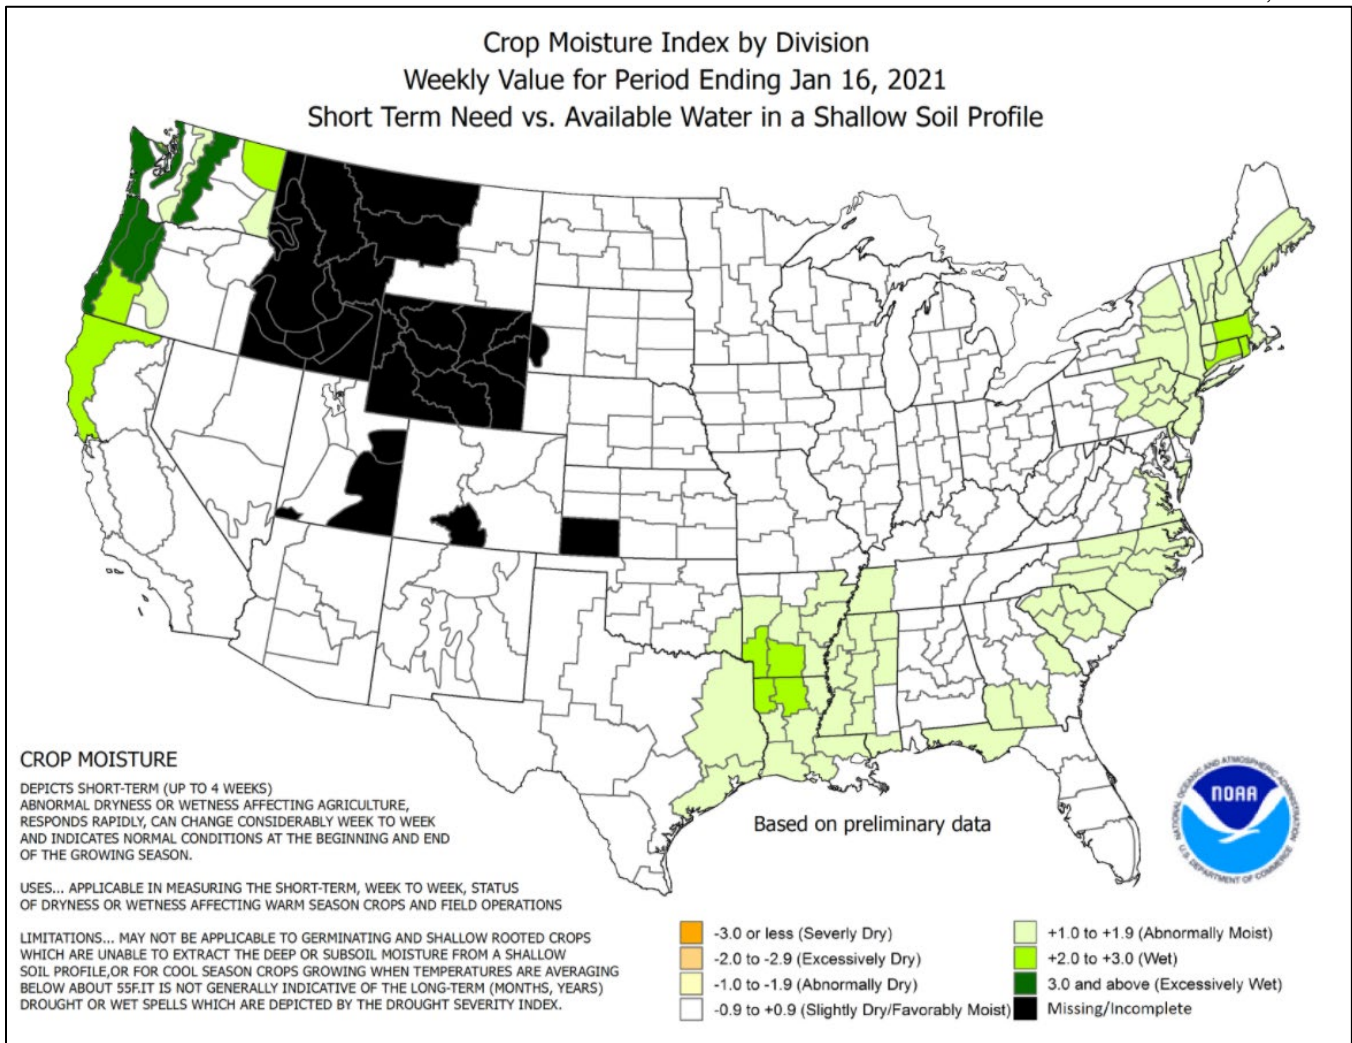 Crop Moisture Index by Division
Weekly Value for Period Ending Jan 16, 2021
Short Term Need vs. Available Water in a Shallow Soil Profile
CROP MOISTURE
DEPICTS SHORT-TERM (UP TO 4 WEEKS)
ABNORMAL DRYNESS OR WETNESS AFFECTING AGRICULTURE,
RESPONDS RAPIDLY, CAN CHANGE CONSIDERABLY WEEK TO WEEK
AND INDICATES NORMAL CONDITIONS AT THE BEGINNING AND END
OF THE GROWING SEASON.
USES... APPLICABLE IN MEASURING THE SHORT-TERM, WEEK TO WEEK, STATUS
OF DRYNESS OR WETNESS AFFECTING WARM SEASON CROPS AND FIELD OPERATIONS
LIMITATIONS... MAY NOT BE APPLICABLE TO GERMINATING AND SHALLOW ROOTED CROPS
WHICH ARE UNABLE TO EXTRACT THE DEEP OR SUBSOIL MOISTURE FROM A SHALLOW
SOIL PROFILE,OR FOR COOL SEASON CROPS GROWING WHEN TEMPERATURES ARE AVERAGING
BELOW ABOUT 55F.IT IS NOT GENERALLY INDICATIVE OF THE LONG-TERM (MONTHS, YEARS)
DROUGHT OR WET SPELLS WHICH ARE DEPICTED BY THE DROUGHT SEVERITY INDEX.
Based on preliminary data
NATIONAL OCEANIC AND ATMOSPHERIC ADMINISTRATION
NOAA
U.S. DEPARTMENT OF COMMERCE
-3.0 or less (Severly Dry)
-2.0 to -2.9 (Excessively Dry)
-1.0 to -1.9 (Abnormally Dry)
-0.9 to +0.9 (Slightly Dry/Favorably Moist)
+1.0 to +1.9 (Abnormally Moist)
+2.0 to +3.0 (Wet)
3.0 and above (Excessively Wet)
Missing/Incomplete